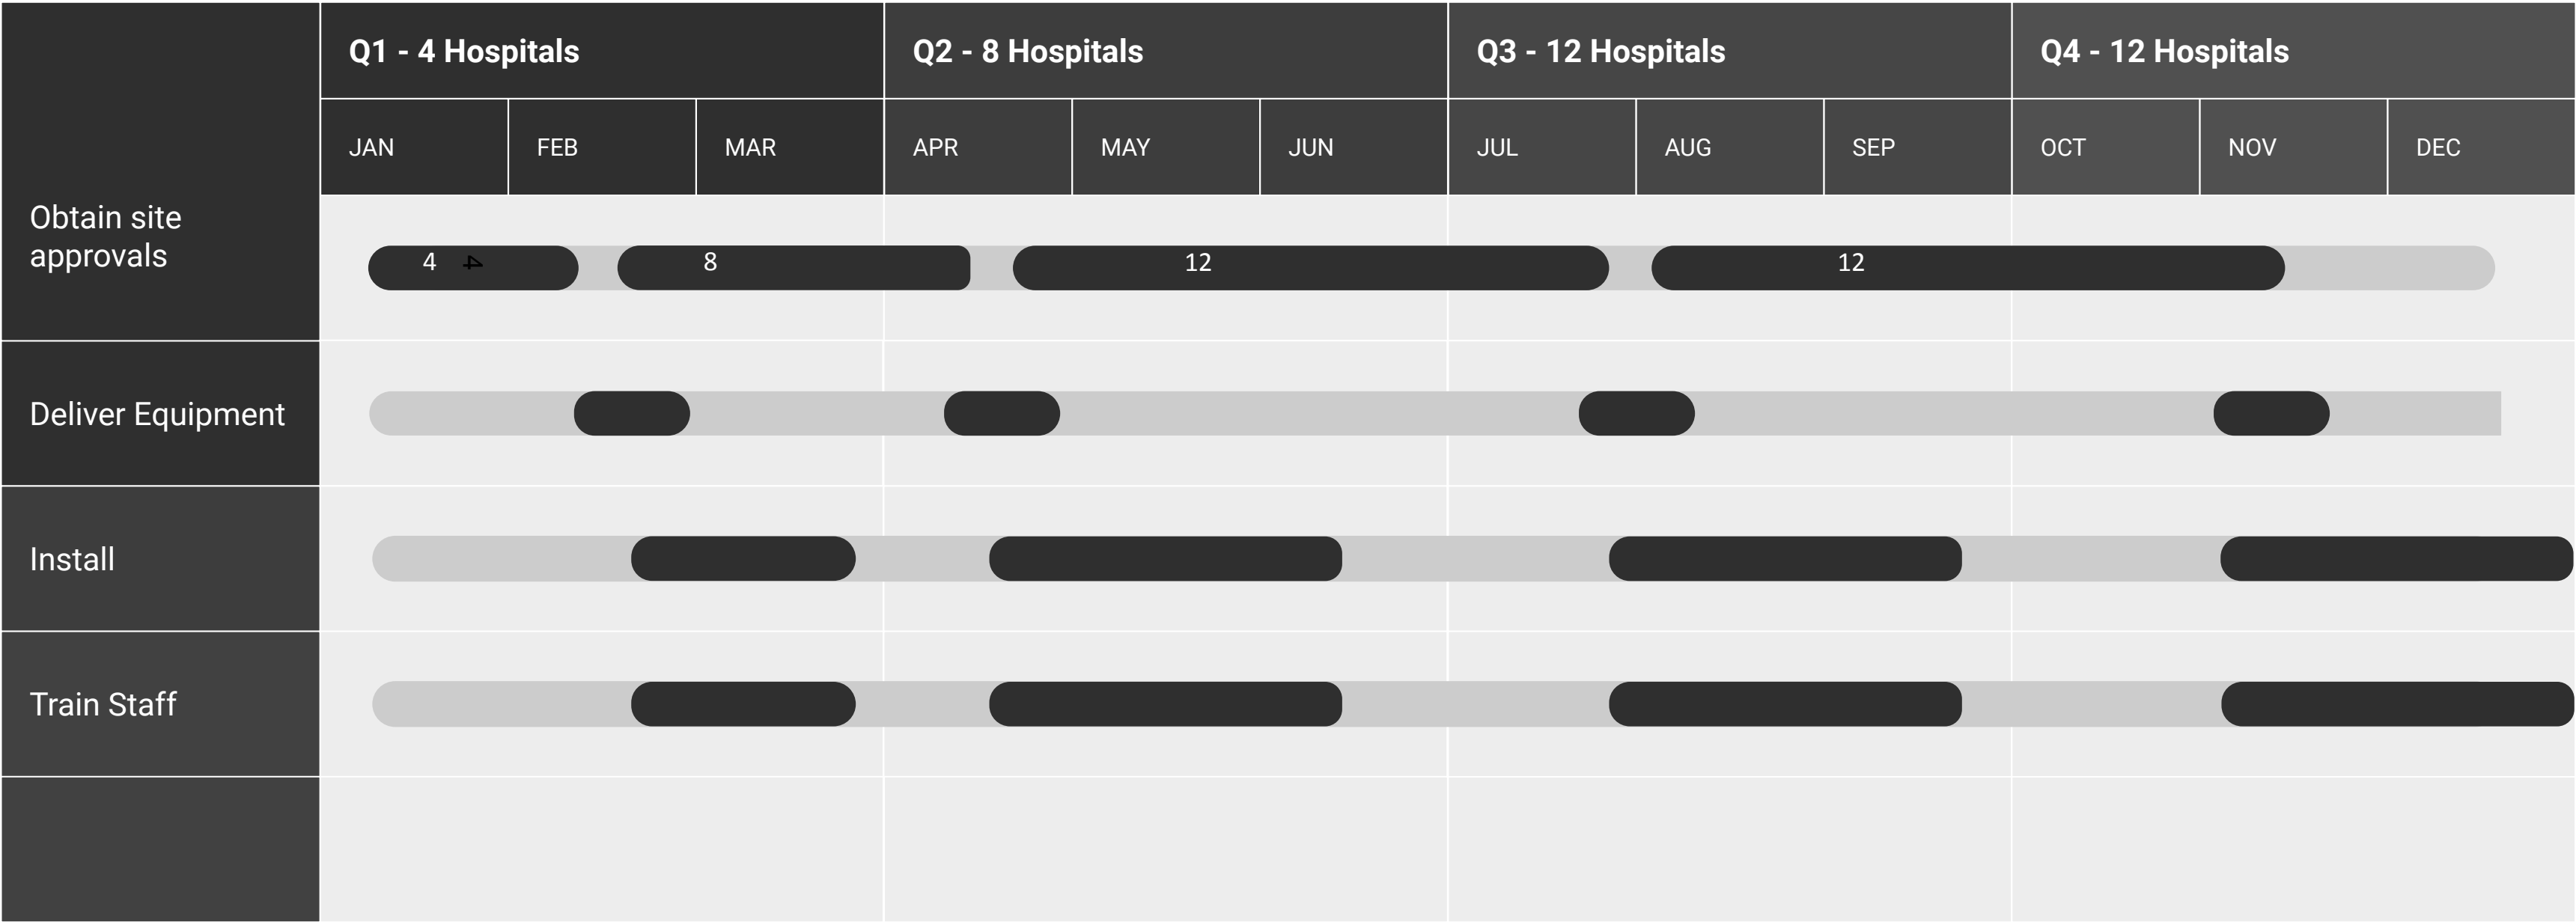 Q1 - 4 Hospitals
Q2 - 8 Hospitals
Q3 - 12 Hospitals
Q4 - 12 Hospitals
JAN
FEB
MAR
APR
MAY
JUN
JUL
AUG
SEP
OCT
NOV
DEC
Obtain site
approvals
4
4
8
12
12
Deliver Equipment
Install
Train Staff